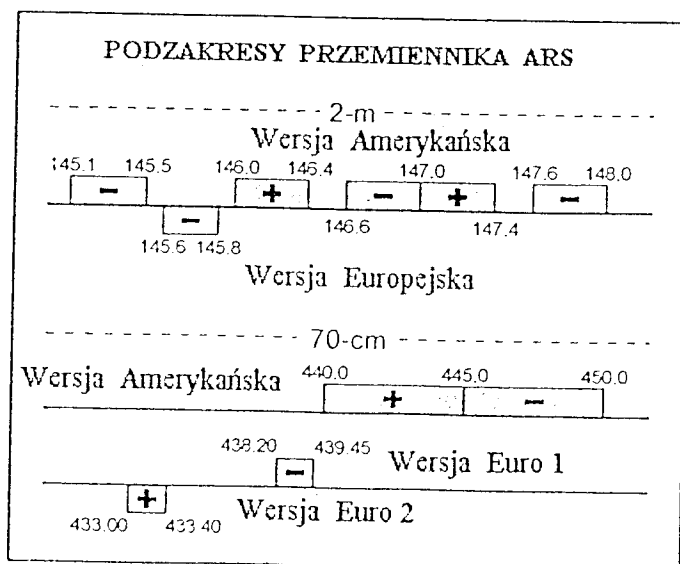 PODZAKRESY PRZEMIENNIKA ARS
2-m
Wersja Amerykańska
145.1 145.5 146.0 146.4 147.0 147.6 148.0
- + - + -
-
145.6 145.8 146.6 147.4
Wersja Europejska
70-cm
Wersja Amerykańska 440.0 445.0 450.0
+ -
438.20 439.45 Wersja Euro 1
-
+
433.00 433.40 Wersja Euro 2